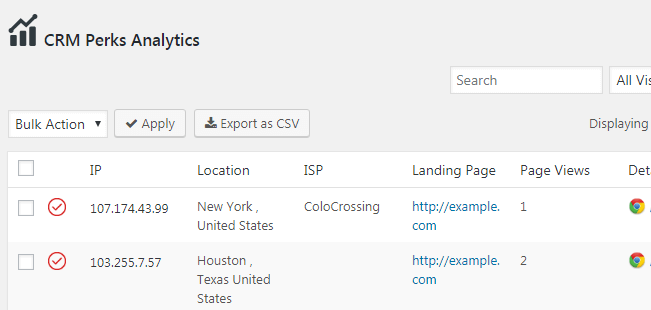 CRM Perks Analytics
Search
All Vis
Bulk Action
Apply
Export as CSV
Displaying
IP Location ISP Landing Page Page Views Deta
107.174.43.99 New York , ColoCrossing http://example. 1
United States com
103.255.7.57 Houston , http://example. 2
Texas United com
States